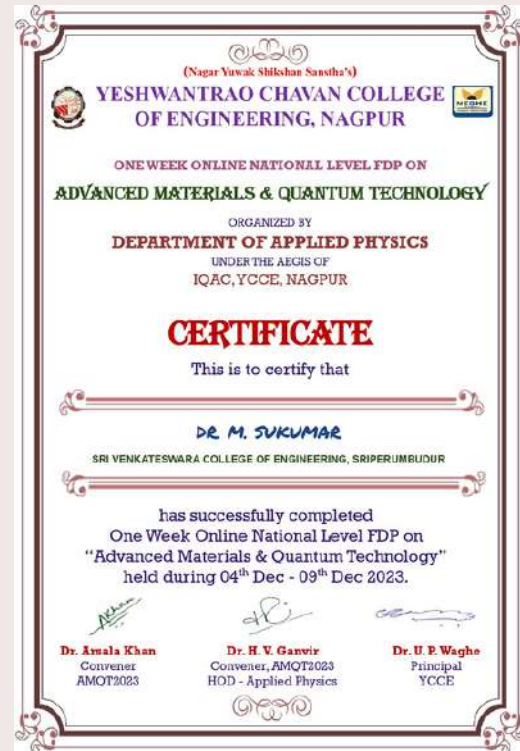 (Nagar Yuwak Shikshan Sanstha's)
YESHWANTRAO CHAVAN COLLEGE
OF ENGINEERING, NAGPUR
ONE WEEK ONLINE NATIONAL LEVEL FDP ON
ADVANCED MATERIALS & QUANTUM TECHNOLOGY
ORGANIZED BY
DEPARTMENT OF APPLIED PHYSICS
UNDER THE AEGIS OF
IQAC, YCCE, NAGPUR
CERTIFICATE
This is to certify that
DR. M. SUKUMAR
SRI VENKATESWARA COLLEGE OF ENGINEERING, SRIPERUMBUDUR
has successfully completed
One Week Online National Level FDP on
“Advanced Materials & Quantum Technology”
held during 04th Dec - 09th Dec 2023.
Dr. Arsala Khan Dr. H. V. Ganvir Dr. U. P. Waghe
Convener Convener, AMQT2023 Principal
AMQT2023 HOD - Applied Physics YCCE